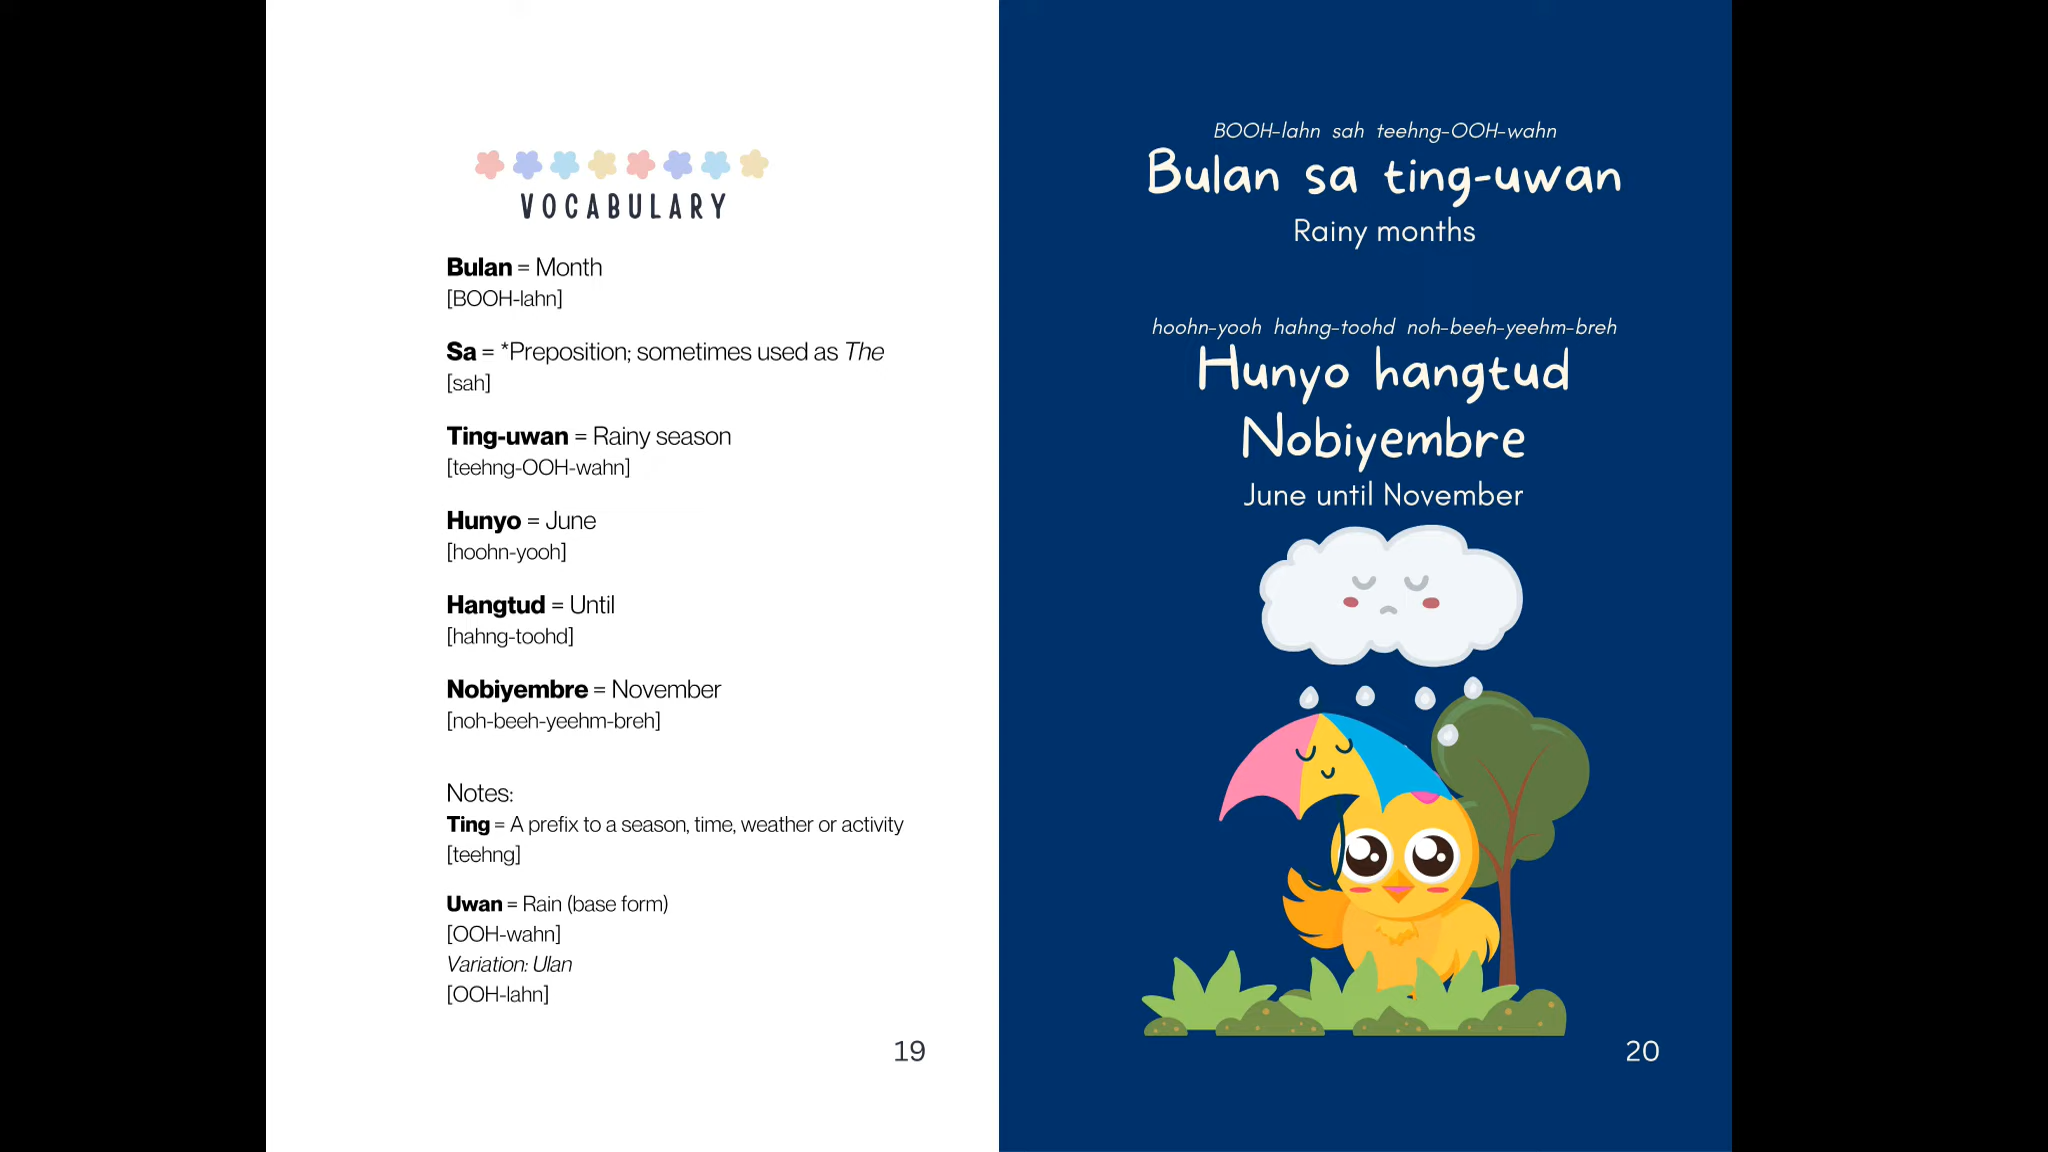 VOCABULARY
Bulan = Month
[BOOH-lahn]
Sa = *Preposition; sometimes used as The
[sah]
Ting-uwan = Rainy season
[teehng-OOH-wahn]
Hunyo = June
[hoohn-yooh]
Hangtud = Until
[hahng-toohd]
Nobiyembre = November
[noh-beeh-yeehm-breh]
Notes:
Ting = A prefix to a season, time, weather or activity
[teehng]
Uwan = Rain (base form)
[OOH-wahn]
Variation: Ulan
[OOH-lahn]
19
BOOH-lahn sah teehng-OOH-wahn
Bulan sa ting-uwan
Rainy months
hoohn-yooh hahng-toohd noh-beeh-yeehm-breh
Hunyo hangtud
Nobiyembre
June until November
20